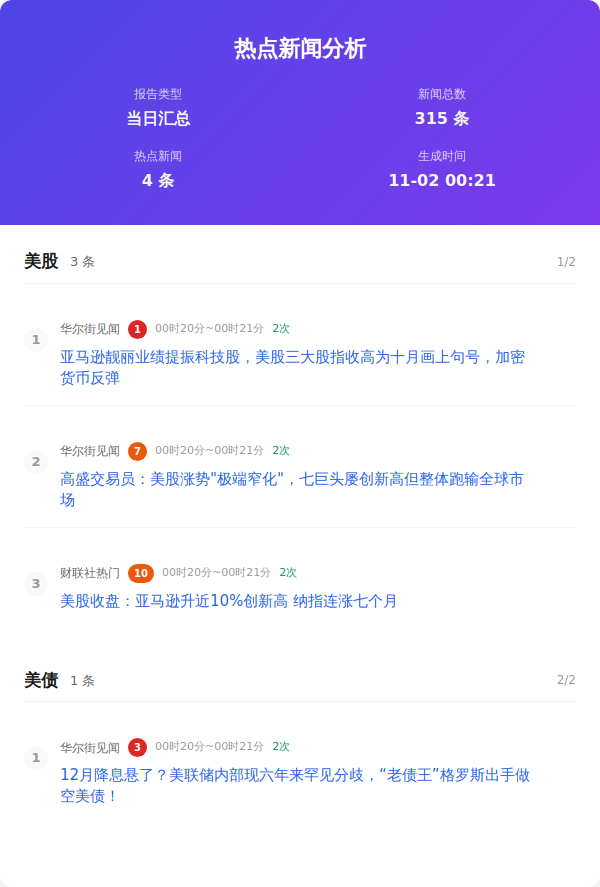 热点新闻分析
报告类型
新闻总数
当日汇总
315 条
热点新闻
生成时间
4 条
11-02 00:21
美股 3 条 1/2
1 华尔街见闻 1 00时20分~00时21分 2次
亚马逊靓丽业绩提振科技股，美股三大股指收高为十月画上句号，加密
货币反弹
2 华尔街见闻 7 00时20分~00时21分 2次
高盛交易员：美股涨势"极端窄化"，七巨头屡创新高但整体跑输全球市
场
3 财联社热门 10 00时20分~00时21分 2次
美股收盘：亚马逊升近10%创新高 纳指连涨七个月
美债 1 条 2/2
1 华尔街见闻 3 00时20分~00时21分 2次
12月降息悬了？美联储内部现六年来罕见分歧，“老债王”格罗斯出手做
空美债！